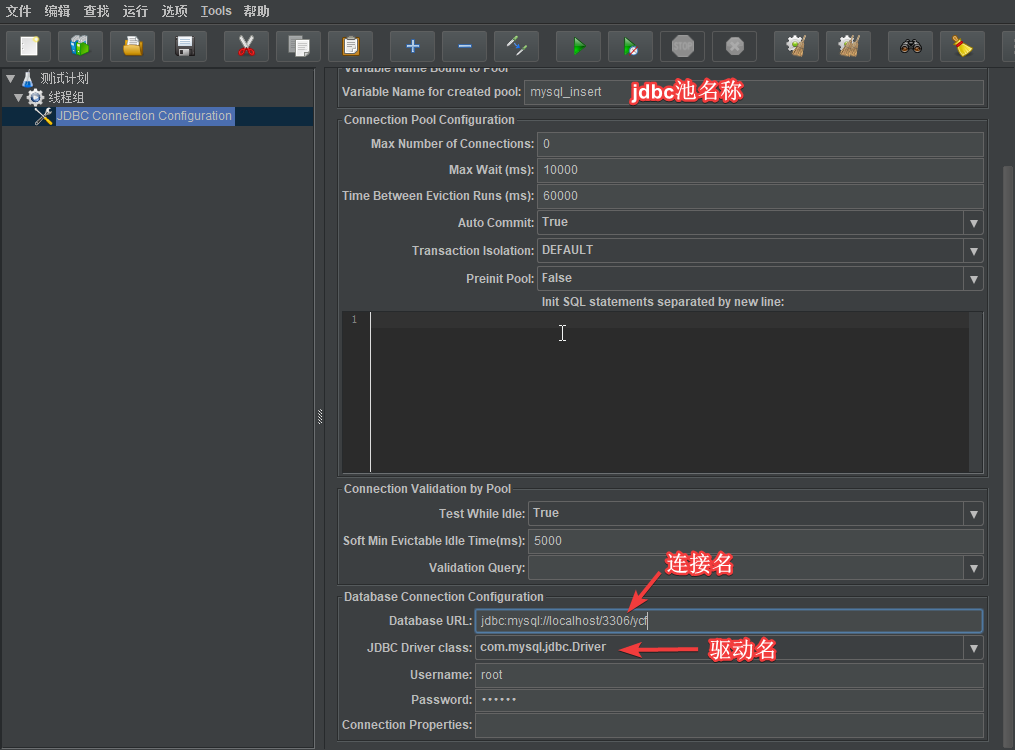 文件 编辑 查找 运行 选项 Tools 帮助
STOP
测试计划
线程组
JDBC Connection Configuration
Variable Name Bound to Pool
Variable Name for created pool: mysql_insert jdbc池名称
Connection Pool Configuration
Max Number of Connections: 0
Max Wait (ms): 10000
Time Between Eviction Runs (ms): 60000
Auto Commit: True
Transaction Isolation: DEFAULT
Preinit Pool: False
Init SQL statements separated by new line:
1
Connection Validation by Pool
Test While Idle: True
Soft Min Evictable Idle Time(ms): 5000
Validation Query:
连接名
Database Connection Configuration
Database URL: jdbc:mysql://localhost/3306/ycf
JDBC Driver class: com.mysql.jdbc.Driver 驱动名
Username: root
Password: ••••••
Connection Properties: